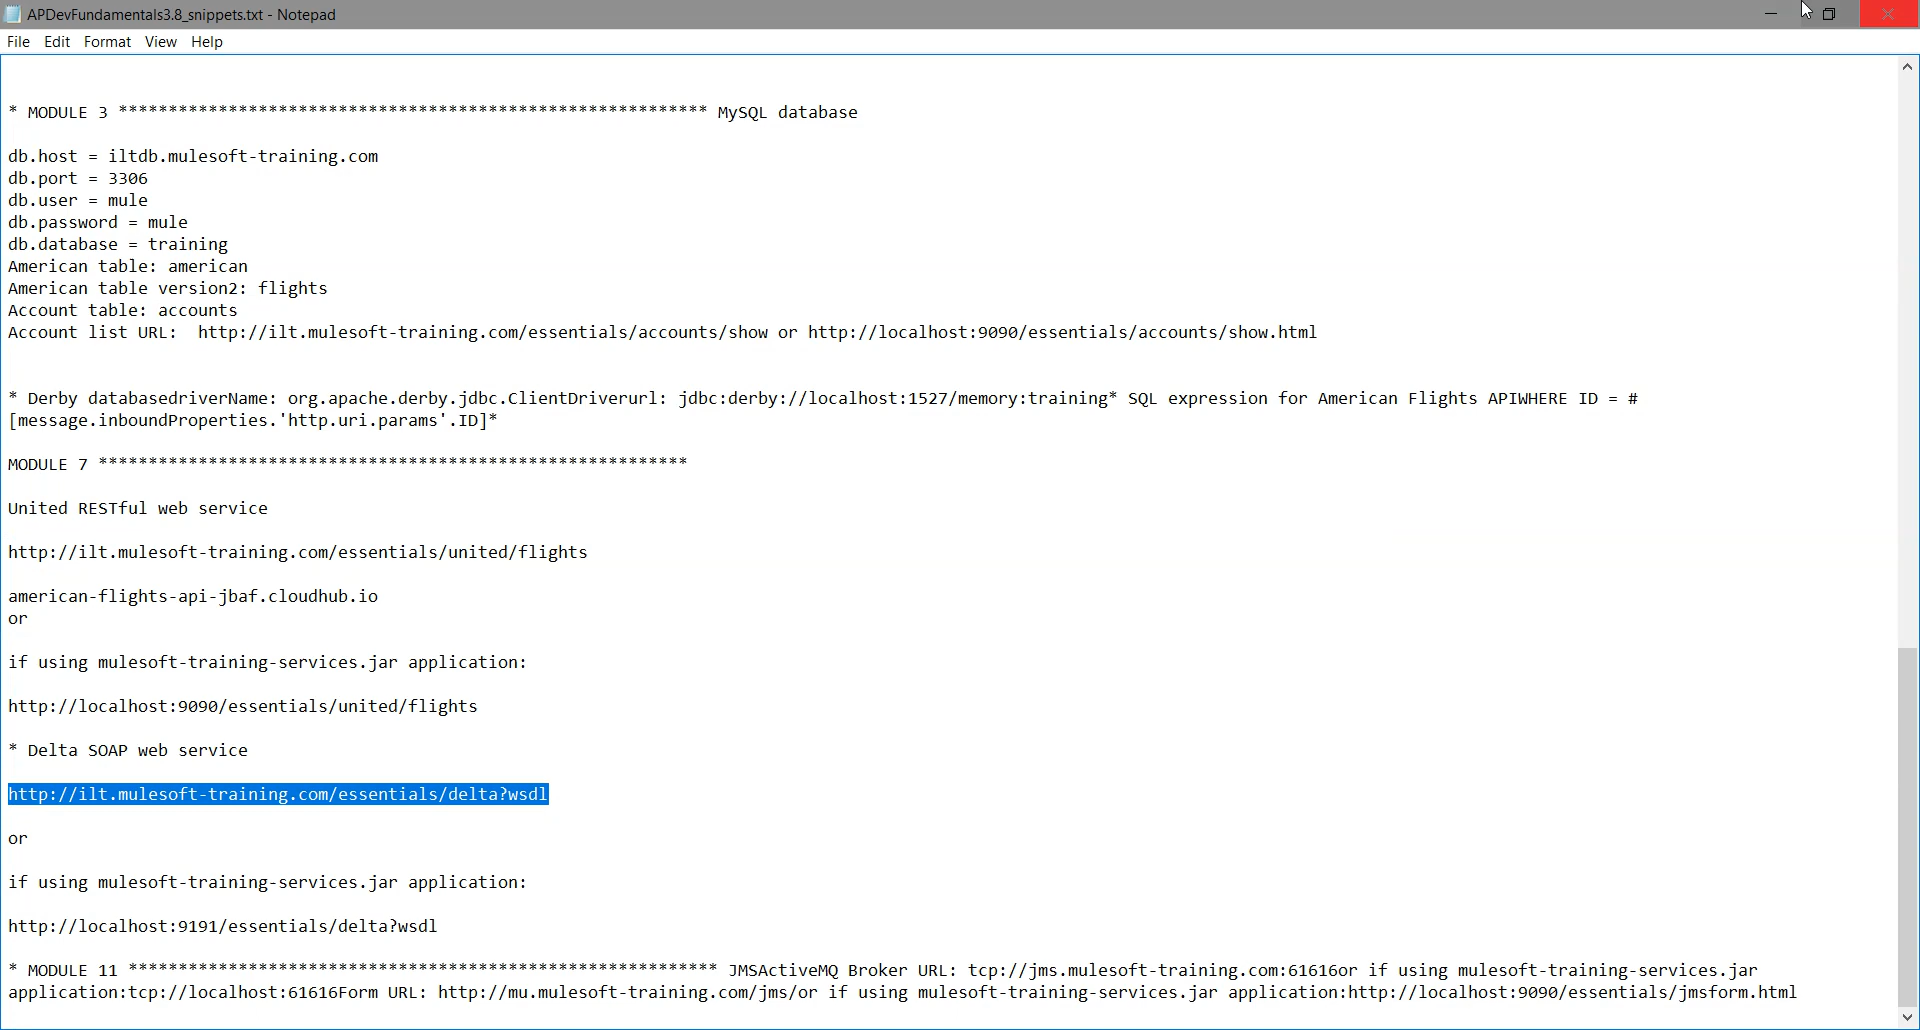 APDevFundamentals3.8_snippets.txt - Notepad
File Edit Format View Help
* MODULE 3 *********************************************************** MySQL database
db.host = iltdb.mulesoft-training.com
db.port = 3306
db.user = mule
db.password = mule
db.database = training
American table: american
American table version2: flights
Account table: accounts
Account list URL:  http://ilt.mulesoft-training.com/essentials/accounts/show or http://localhost:9090/essentials/accounts/show.html
* Derby databasedriverName: org.apache.derby.jdbc.ClientDriverurl: jdbc:derby://localhost:1527/memory:training* SQL expression for American Flights APIWHERE ID = #
[message.inboundProperties.'http.uri.params'.ID]*
MODULE 7 ***********************************************************
United RESTful web service
http://ilt.mulesoft-training.com/essentials/united/flights
american-flights-api-jbaf.cloudhub.io
or
if using mulesoft-training-services.jar application:
http://localhost:9090/essentials/united/flights
* Delta SOAP web service
http://ilt.mulesoft-training.com/essentials/delta?wsdl
or
if using mulesoft-training-services.jar application:
http://localhost:9191/essentials/delta?wsdl
* MODULE 11 *********************************************************** JMSActiveMQ Broker URL: tcp://jms.mulesoft-training.com:61616or if using mulesoft-training-services.jar
application:tcp://localhost:61616Form URL: http://mu.mulesoft-training.com/jms/or if using mulesoft-training-services.jar application:http://localhost:9090/essentials/jmsform.html